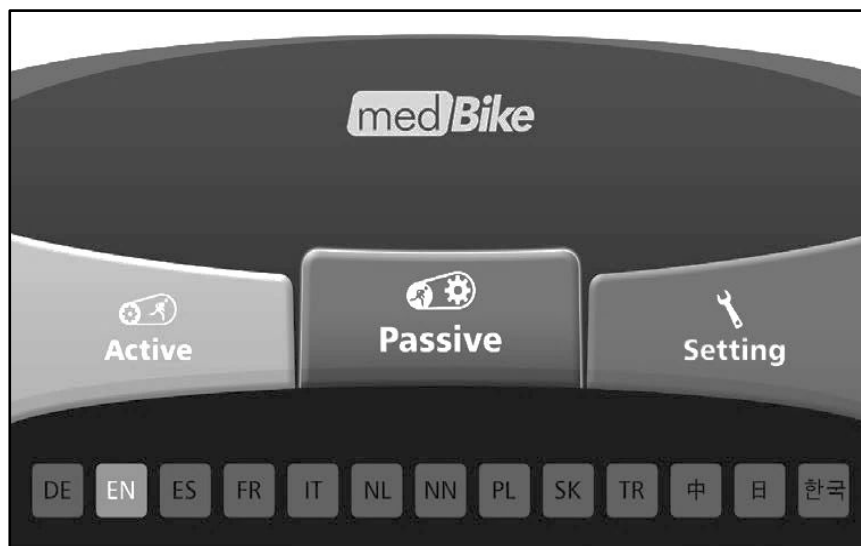 medBike
Active
Passive
Setting
DE EN ES FR IT NL NN PL SK TR 中 日 한국